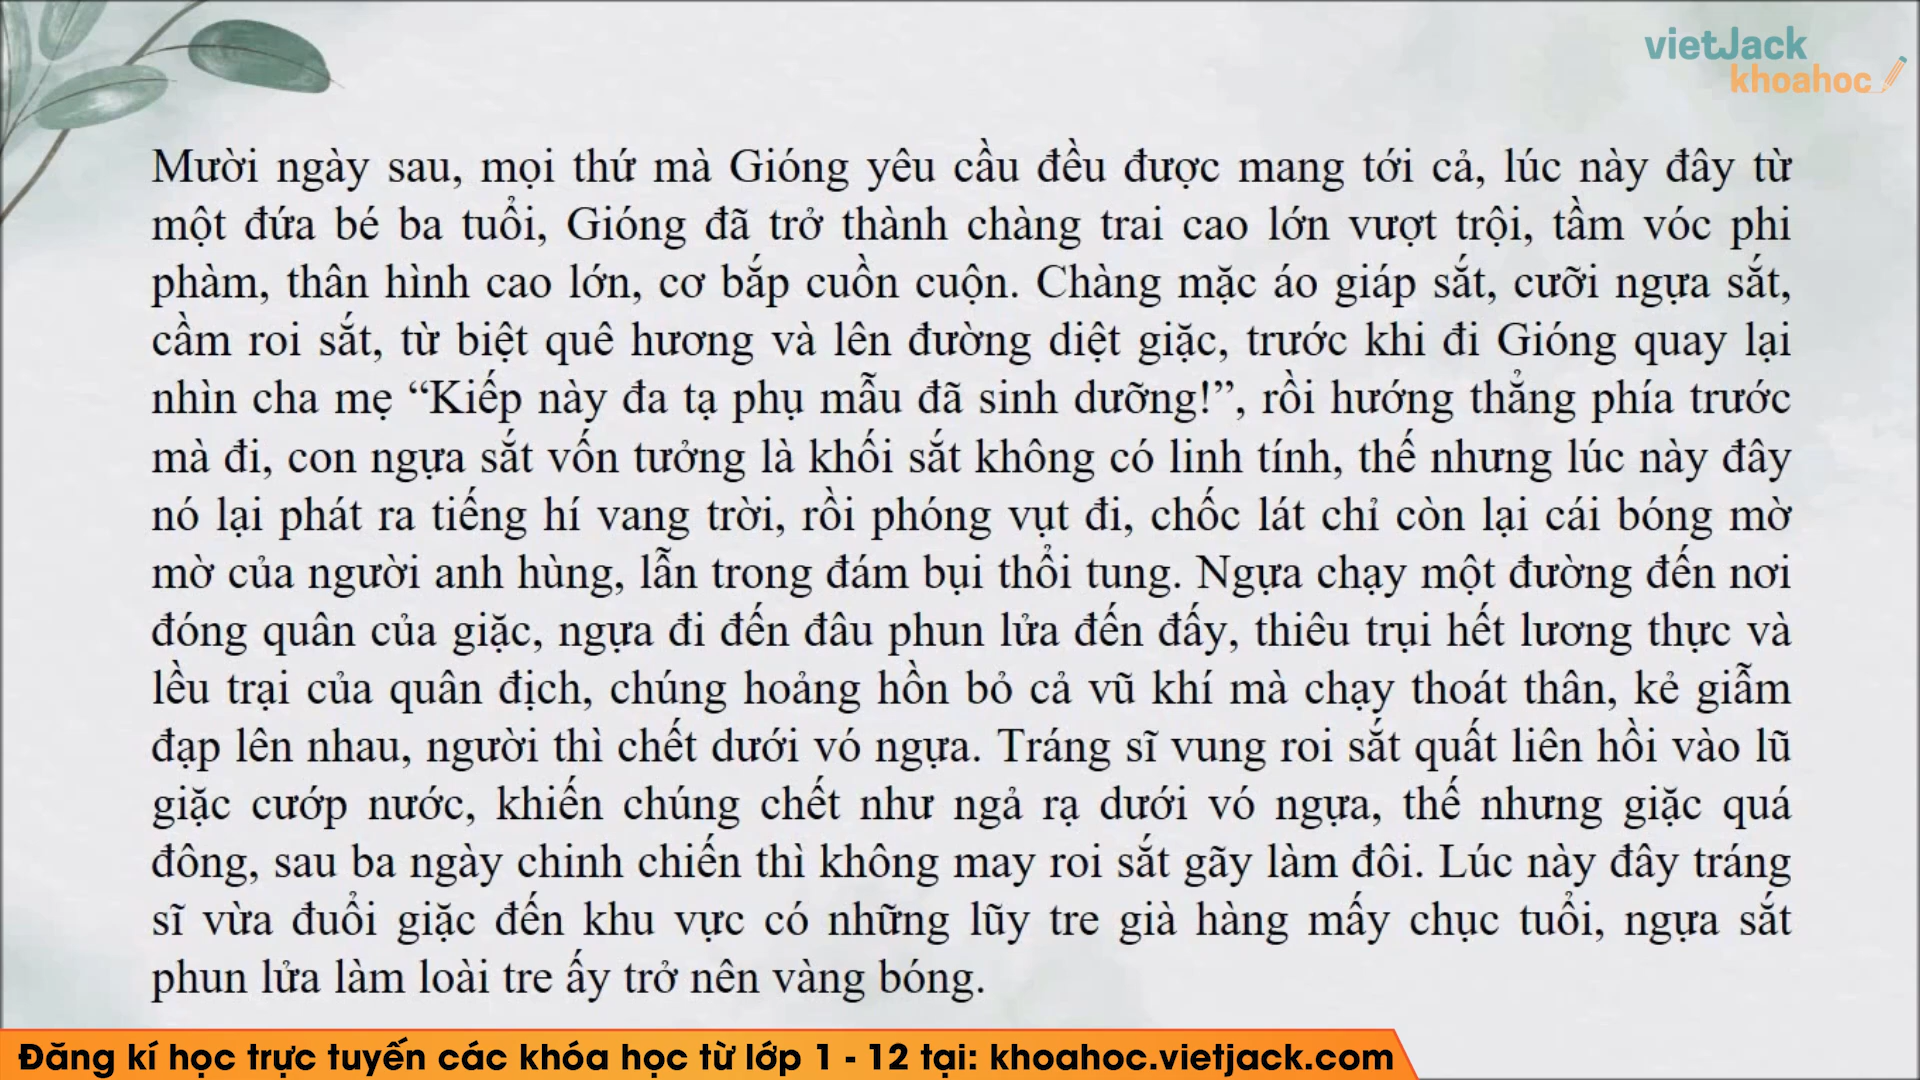 vietJack
khoahoc
Mười ngày sau, mọi thứ mà Gióng yêu cầu đều được mang tới cả, lúc này đây từ
một đứa bé ba tuổi, Gióng đã trở thành chàng trai cao lớn vượt trội, tầm vóc phi
phàm, thân hình cao lớn, cơ bắp cuồn cuộn. Chàng mặc áo giáp sắt, cưỡi ngựa sắt,
cầm roi sắt, từ biệt quê hương và lên đường diệt giặc, trước khi đi Gióng quay lại
nhìn cha mẹ “Kiếp này đa tạ phụ mẫu đã sinh dưỡng!”, rồi hướng thẳng phía trước
mà đi, con ngựa sắt vốn tưởng là khối sắt không có linh tính, thế nhưng lúc này đây
nó lại phát ra tiếng hí vang trời, rồi phóng vụt đi, chốc lát chỉ còn lại cái bóng mờ
mờ của người anh hùng, lẫn trong đám bụi thổi tung. Ngựa chạy một đường đến nơi
đóng quân của giặc, ngựa đi đến đâu phun lửa đến đấy, thiêu trụi hết lương thực và
lều trại của quân địch, chúng hoảng hồn bỏ cả vũ khí mà chạy thoát thân, kẻ giẫm
đạp lên nhau, người thì chết dưới vó ngựa. Tráng sĩ vung roi sắt quất liên hồi vào lũ
giặc cướp nước, khiến chúng chết như ngả rạ dưới vó ngựa, thế nhưng giặc quá
đông, sau ba ngày chinh chiến thì không may roi sắt gãy làm đôi. Lúc này đây tráng
sĩ vừa đuổi giặc đến khu vực có những lũy tre già hàng mấy chục tuổi, ngựa sắt
phun lửa làm loài tre ấy trở nên vàng bóng.
Đăng kí học trực tuyến các khóa học từ lớp 1 - 12 tại: khoahoc.vietjack.com